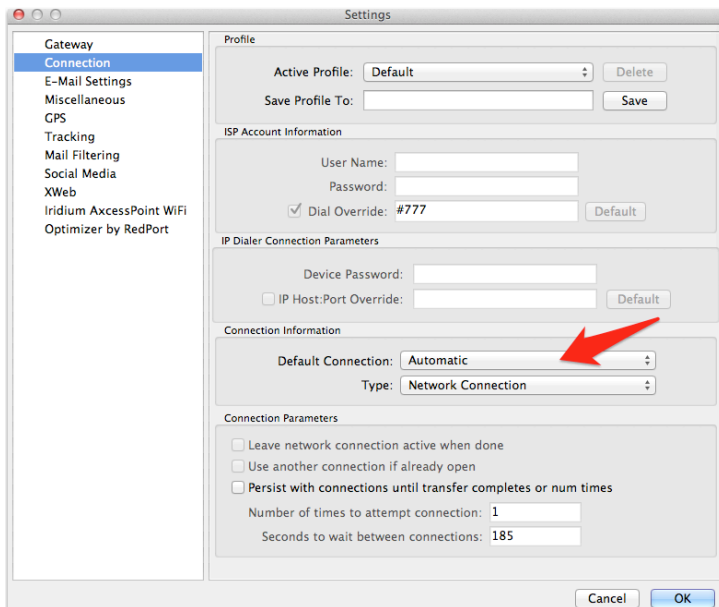 Settings
Gateway
Connection
E-Mail Settings
Miscellaneous
GPS
Tracking
Mail Filtering
Social Media
XWeb
Iridium AxcessPoint WiFi
Optimizer by RedPort
Profile
Active Profile: Default Delete
Save Profile To: Save
ISP Account Information
User Name:
Password:
Dial Override: #777 Default
IP Dialer Connection Parameters
Device Password:
IP Host:Port Override: Default
Connection Information
Default Connection: Automatic
Type: Network Connection
Connection Parameters
Leave network connection active when done
Use another connection if already open
Persist with connections until transfer completes or num times
Number of times to attempt connection: 1
Seconds to wait between connections: 185
Cancel OK